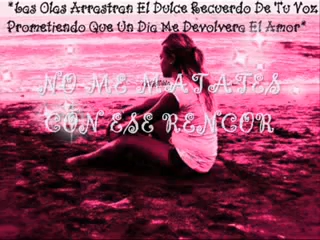 *Las Olas Arrastran El Dulce Recuerdo De Tu Voz
Prometiendo Que Un Dia Me Devolvera El Amor*
NO ME MATATES
CON ESE RENCOR